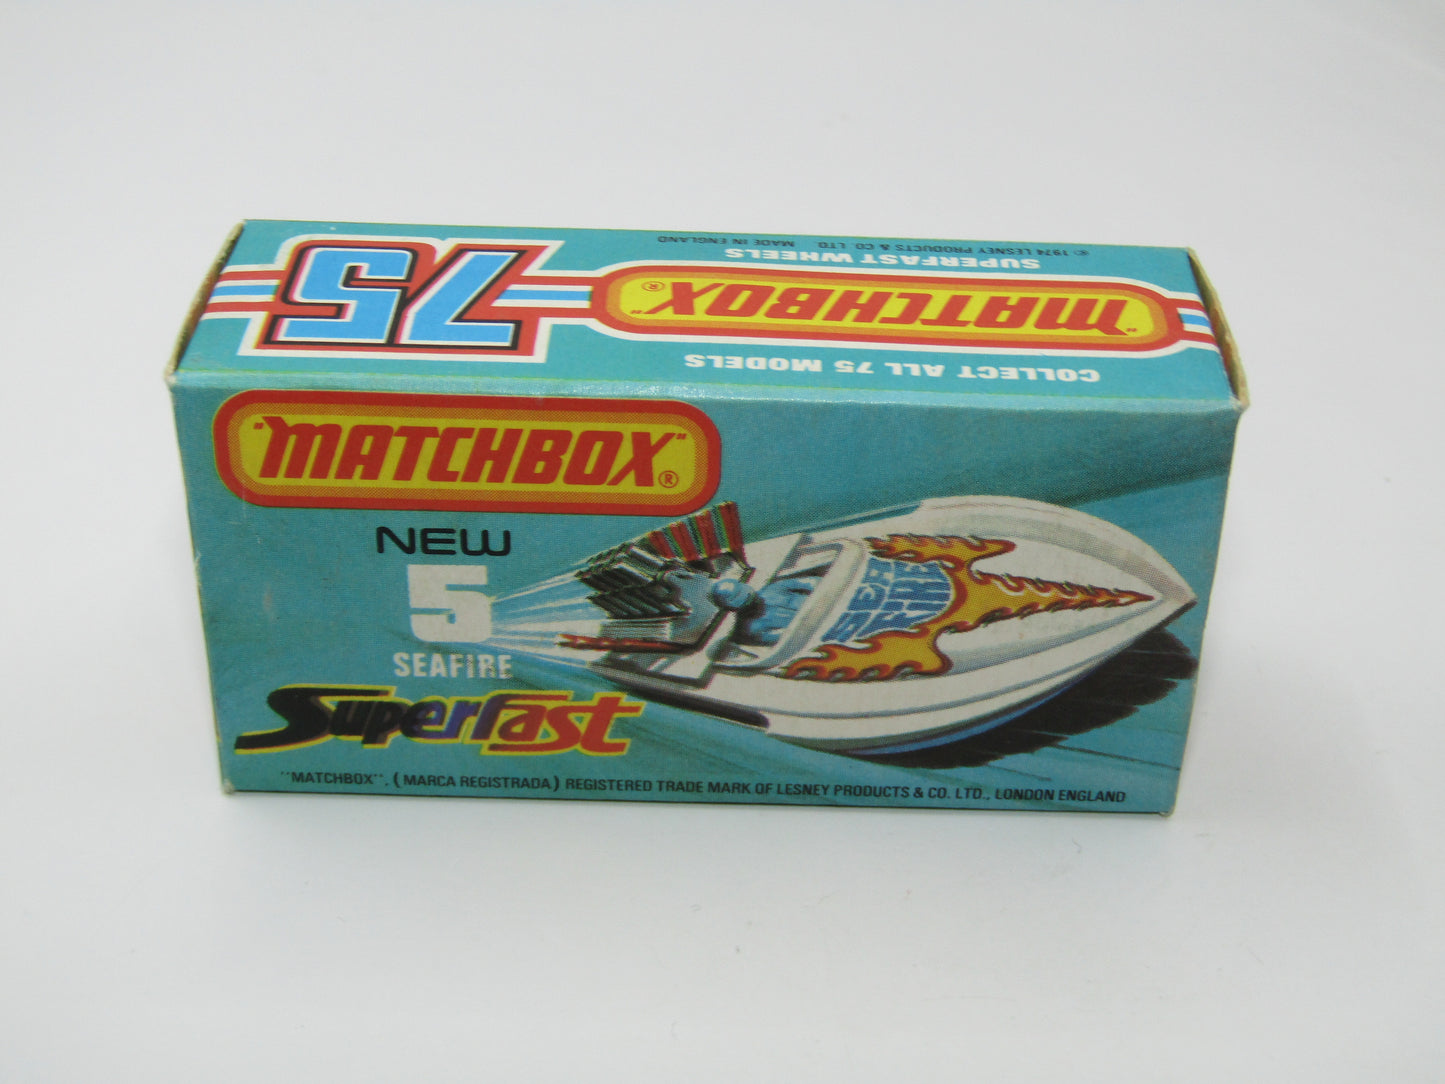 © 1974 LESNEY PRODUCTS & CO. LTD. MADE IN ENGLAND
SUPERFAST WHEELS
"MATCHBOX"®
75
COLLECT ALL 75 MODELS
"MATCHBOX"®
NEW
5
SEAFIRE
Superfast
SEA
FIRE
"MATCHBOX", (MARCA REGISTRADA) REGISTERED TRADE MARK OF LESNEY PRODUCTS & CO. LTD., LONDON ENGLAND